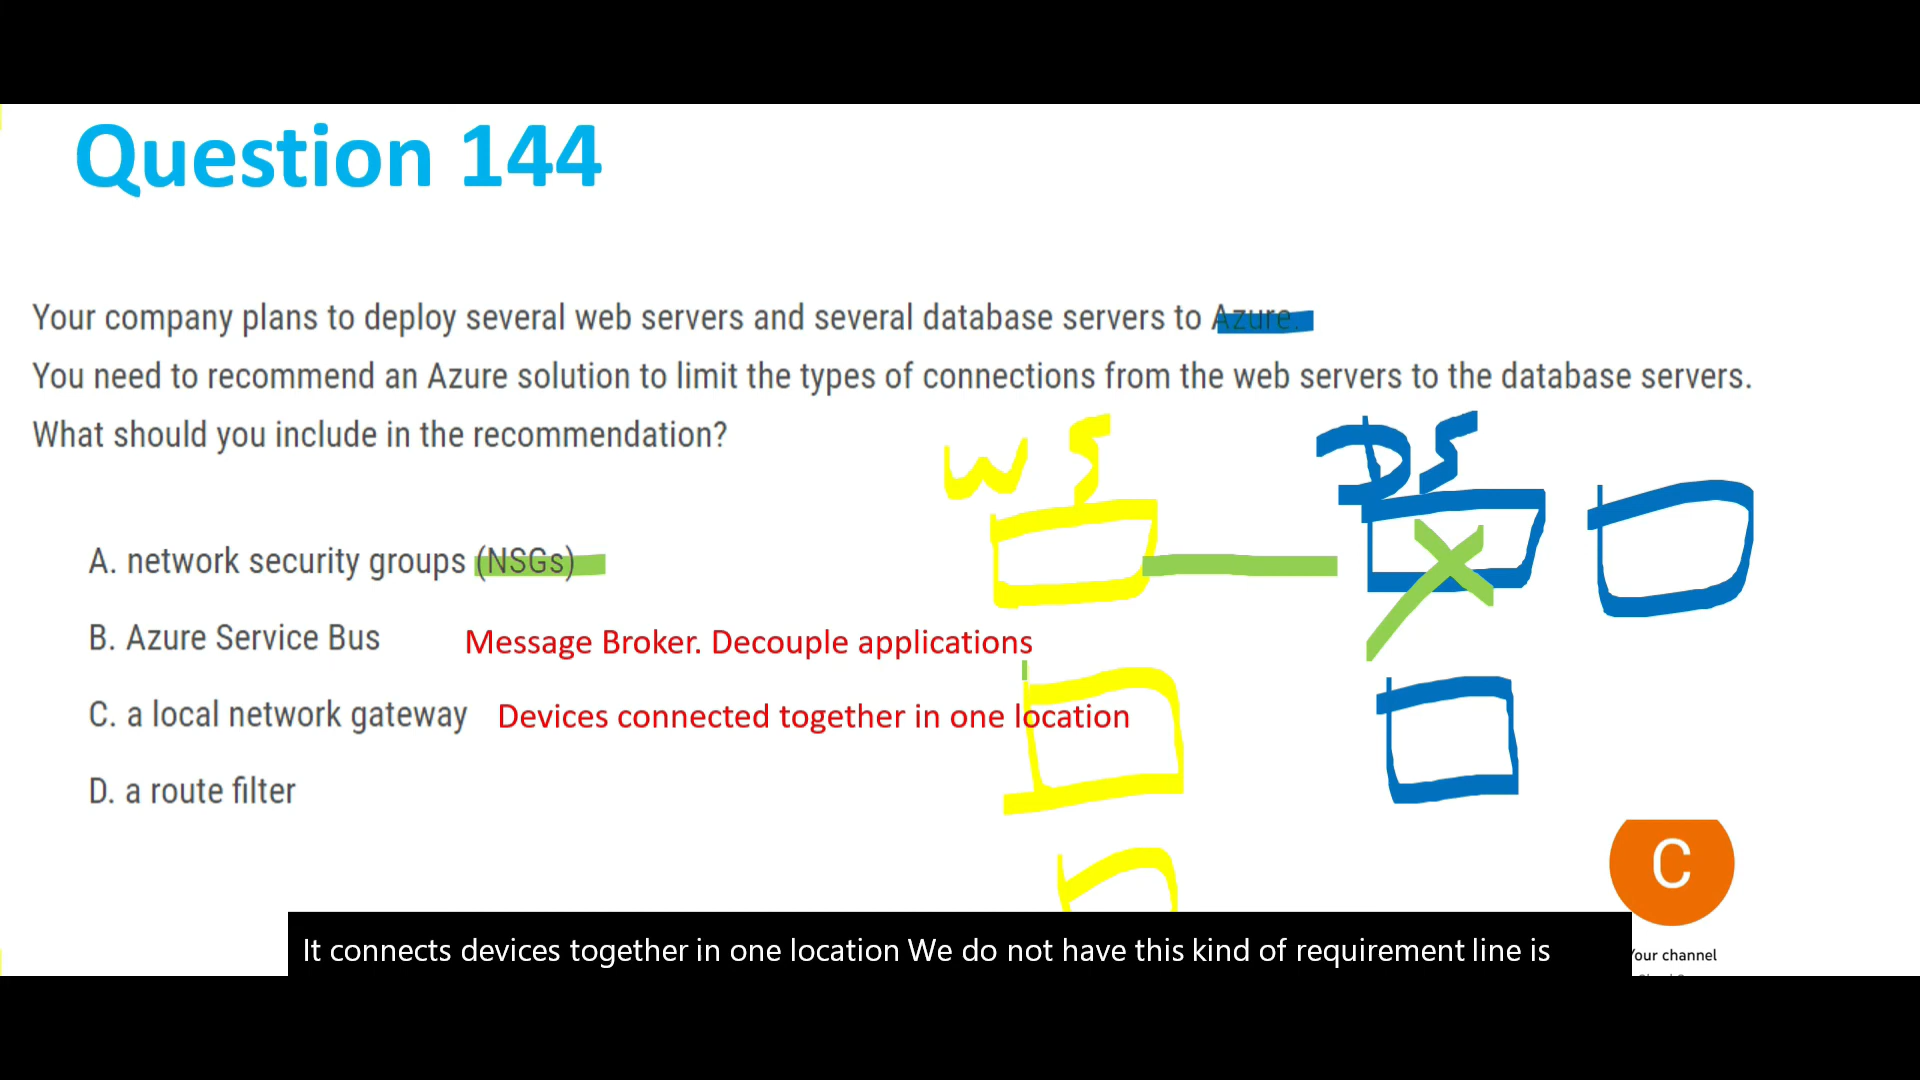 Question 144
Your company plans to deploy several web servers and several database servers to Azure.
You need to recommend an Azure solution to limit the types of connections from the web servers to the database servers.
What should you include in the recommendation?
W S
DS
A. network security groups (NSGs)
B. Azure Service Bus Message Broker. Decouple applications
C. a local network gateway Devices connected together in one location
D. a route filter
C
It connects devices together in one location We do not have this kind of requirement line is
Your channel